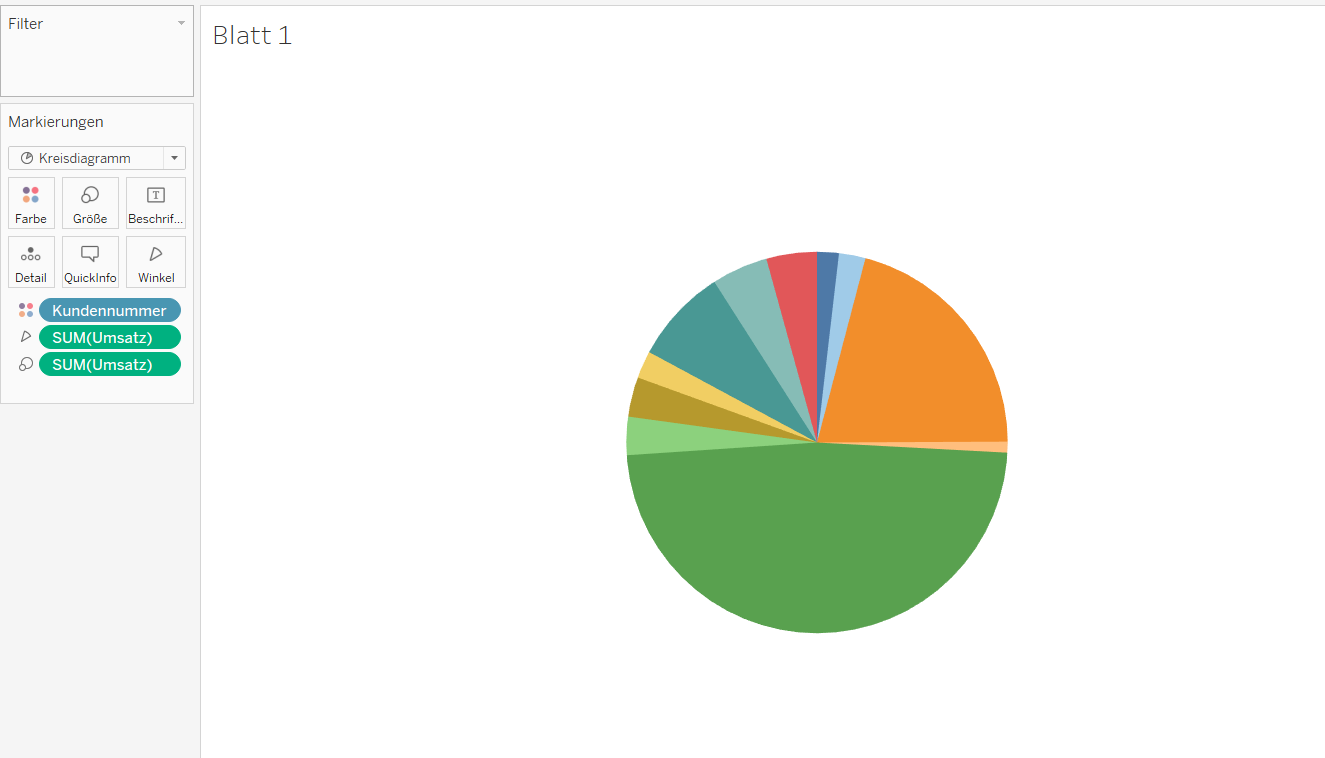 Filter
Blatt 1
Markierungen
Kreisdiagramm
Farbe
Größe
T
Beschrif...
Detail
QuickInfo
Winkel
Kundennummer
SUM(Umsatz)
SUM(Umsatz)